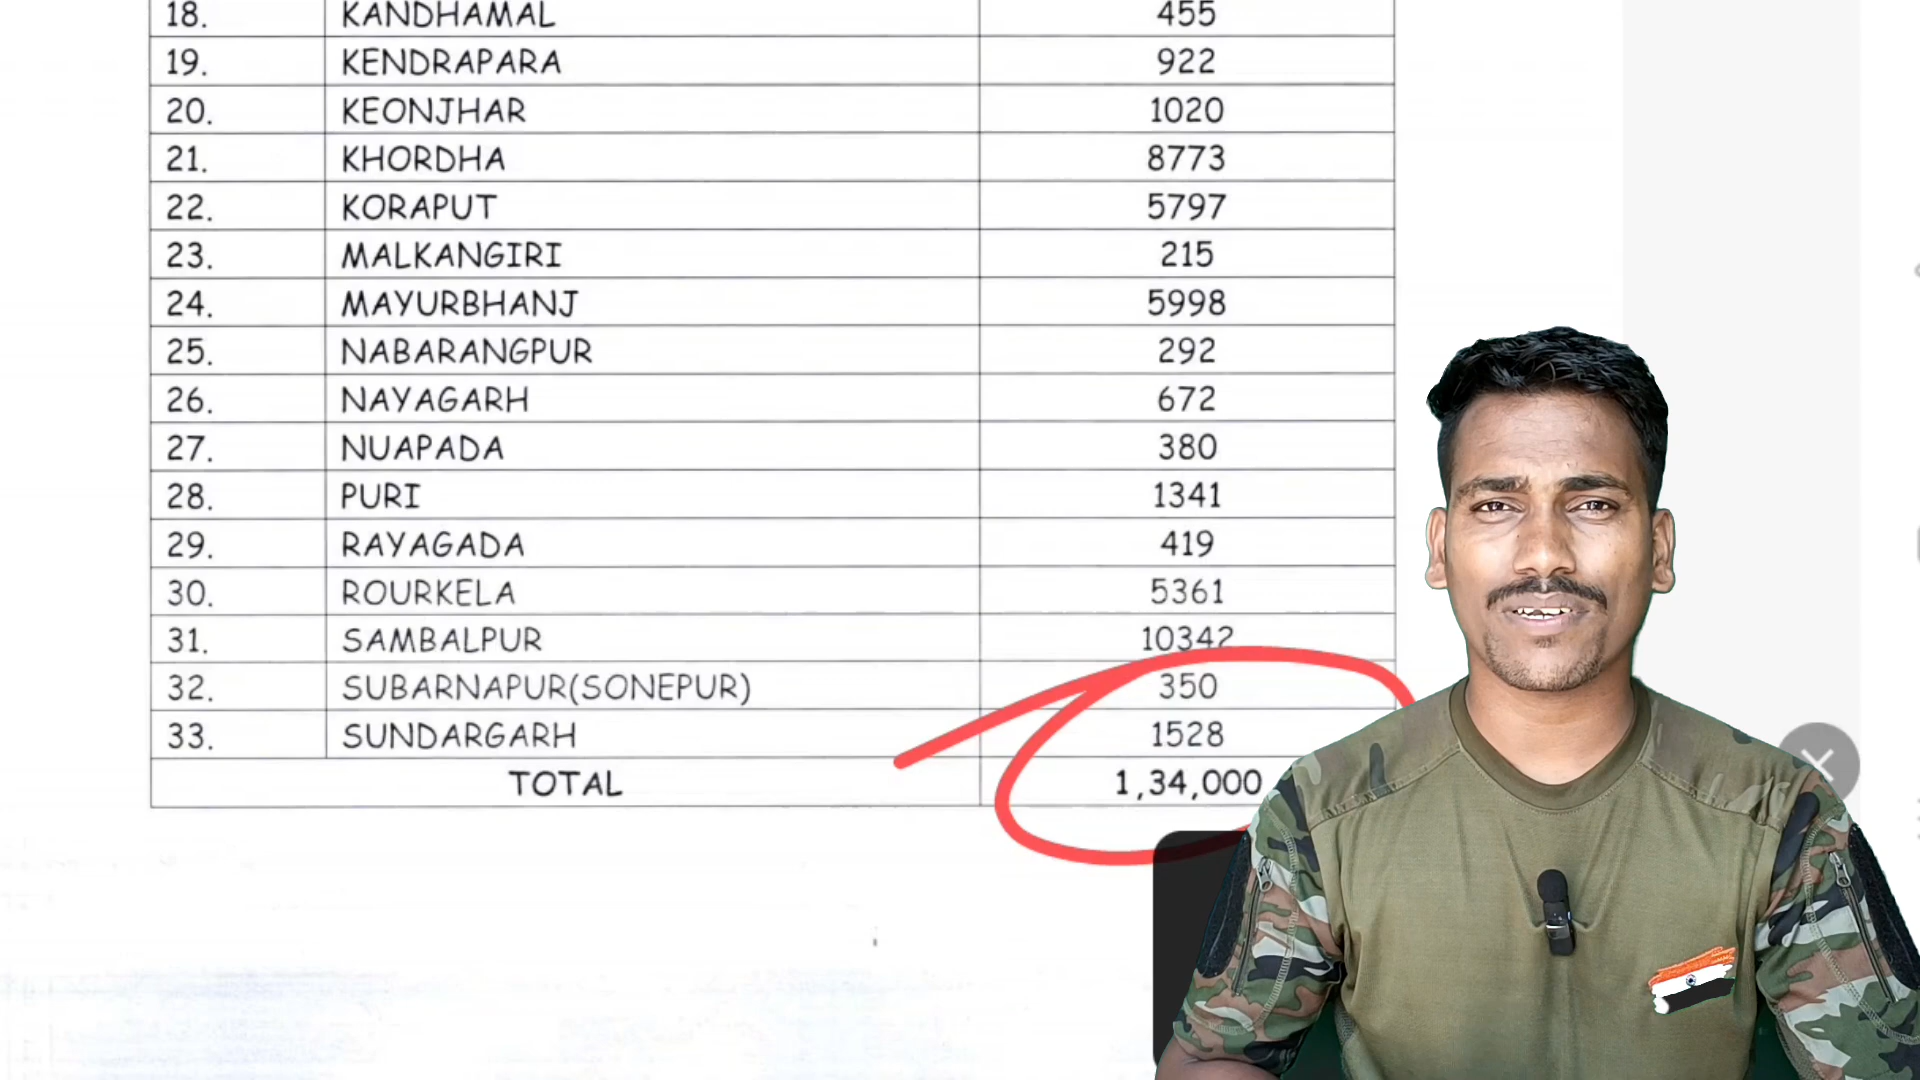 18. KANDHAMAL 455
19. KENDRAPARA 922
20. KEONJHAR 1020
21. KHORDHA 8773
22. KORAPUT 5797
23. MALKANGIRI 215
24. MAYURBHANJ 5998
25. NABARANGPUR 292
26. NAYAGARH 672
27. NUAPADA 380
28. PURI 1341
29. RAYAGADA 419
30. ROURKELA 5361
31. SAMBALPUR 10342
32. SUBARNAPUR(SONEPUR) 350
33. SUNDARGARH 1528
TOTAL 1,34,000